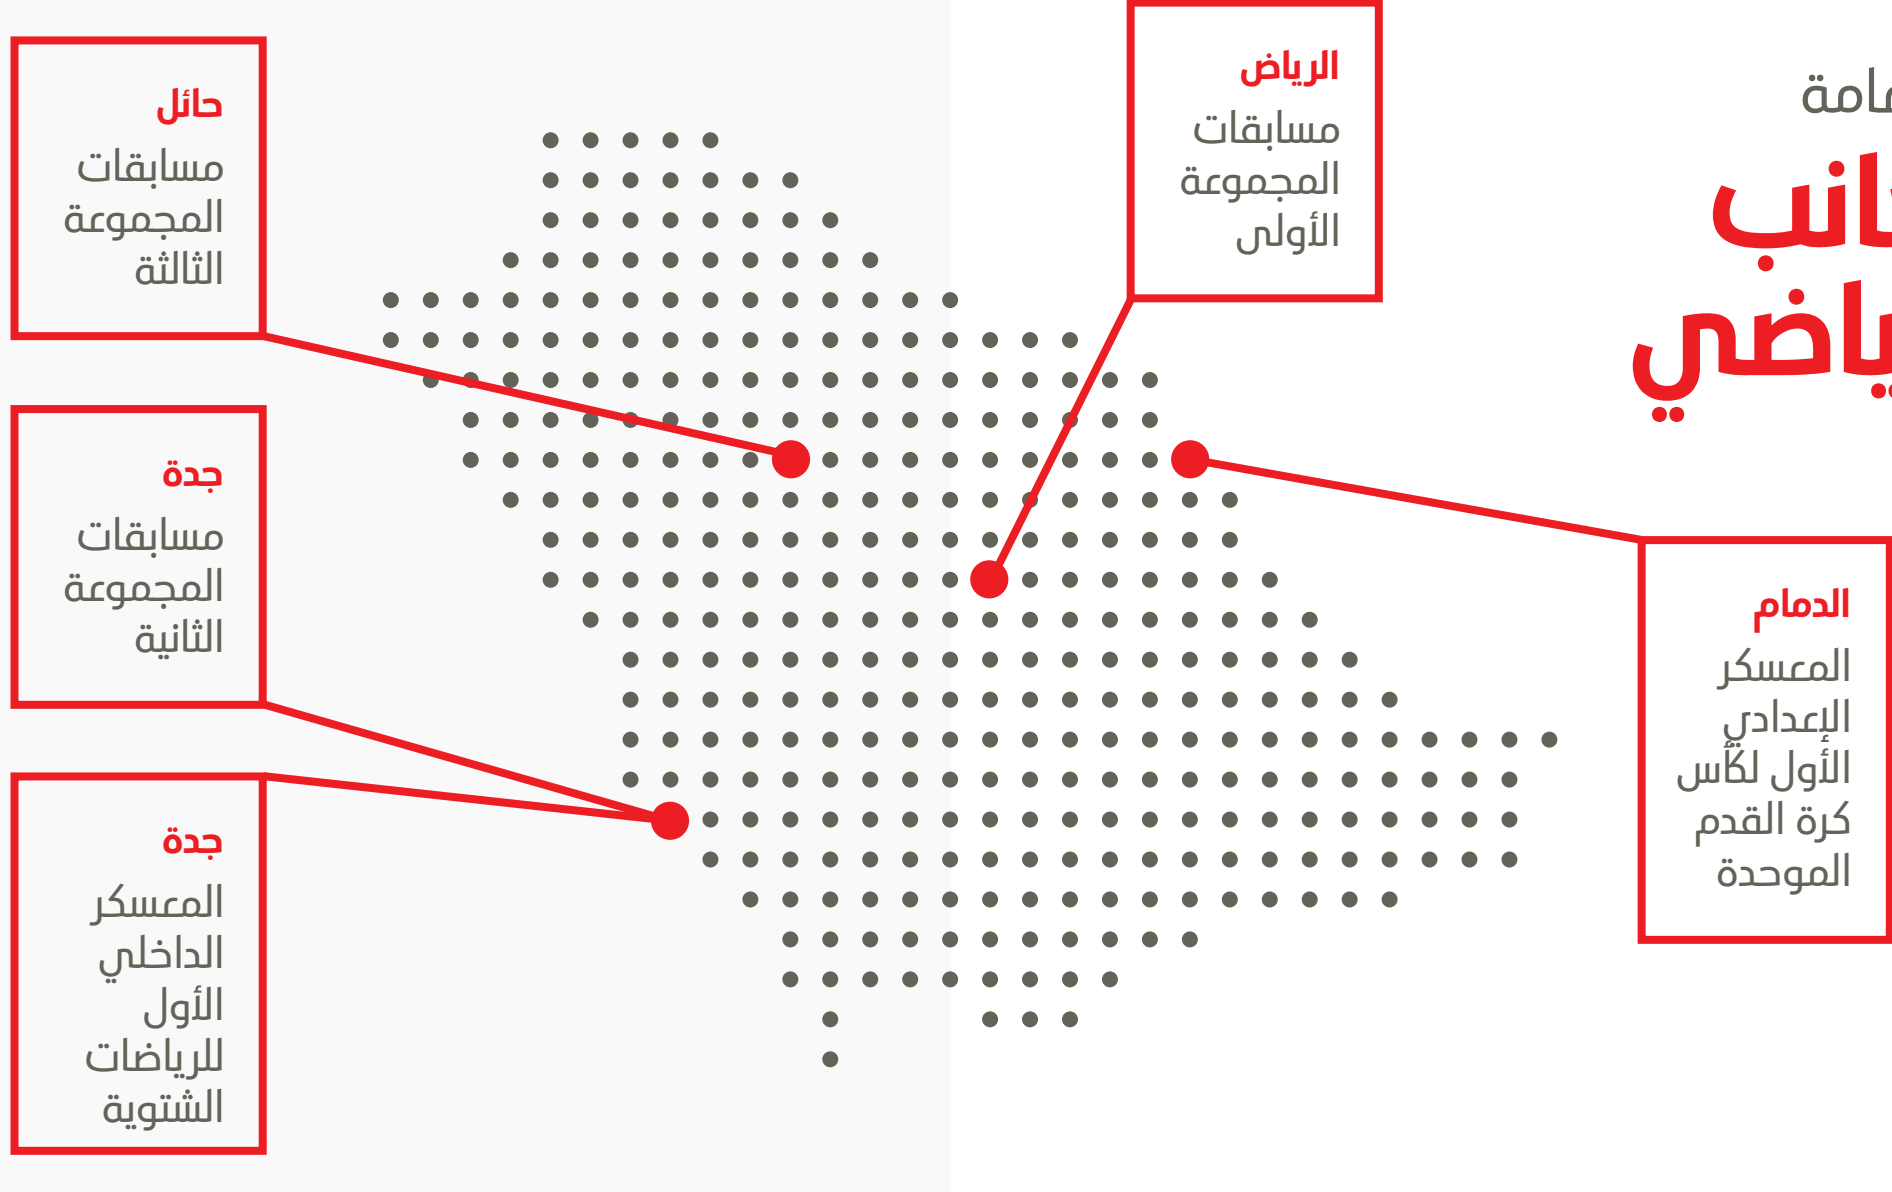 الرياض
مسابقات
المجموعة
الأولى
الدمام
المعسكر
الإعدادي
الأول لكأس
كرة القدم
الموحدة
حائل
مسابقات
المجموعة
الثالثة
جدة
مسابقات
المجموعة
الثانية
جدة
المعسكر
الداخلي
الأول
للرياضات
الشتوية